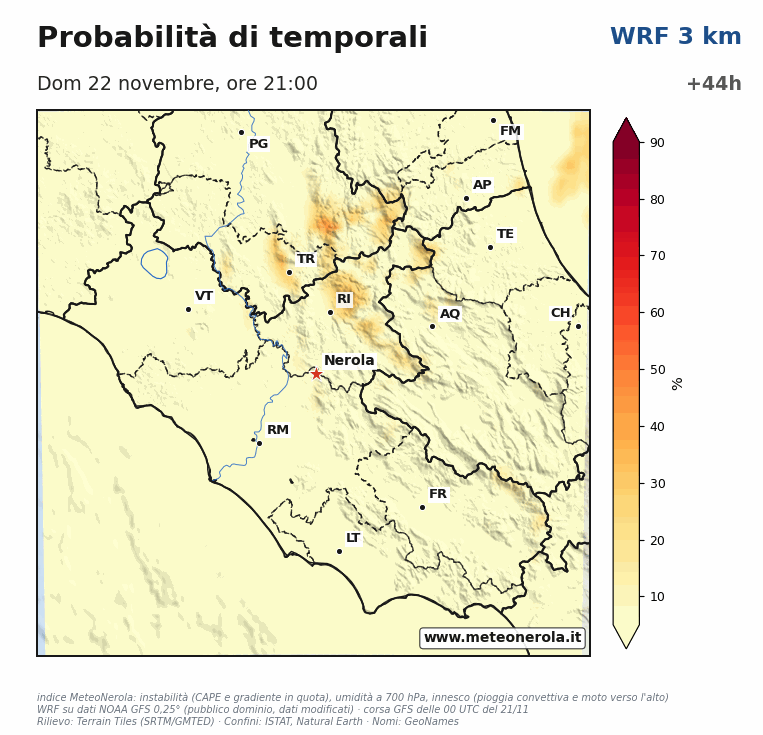 Probabilità di temporali
WRF 3 km
Dom 22 novembre, ore 21:00
+44h
FM
PG
AP
TE
TR
VT
RI
AQ
CH
Nerola
RM
FR
LT
www.meteonerola.it
90
80
70
60
50
40
30
20
10
%
indice MeteoNerola: instabilità (CAPE e gradiente in quota), umidità a 700 hPa, innesco (pioggia convettiva e moto verso l'alto)
WRF su dati NOAA GFS 0,25° (pubblico dominio, dati modificati) · corsa GFS delle 00 UTC del 21/11
Rilievo: Terrain Tiles (SRTM/GMTED) · Confini: ISTAT, Natural Earth · Nomi: GeoNames